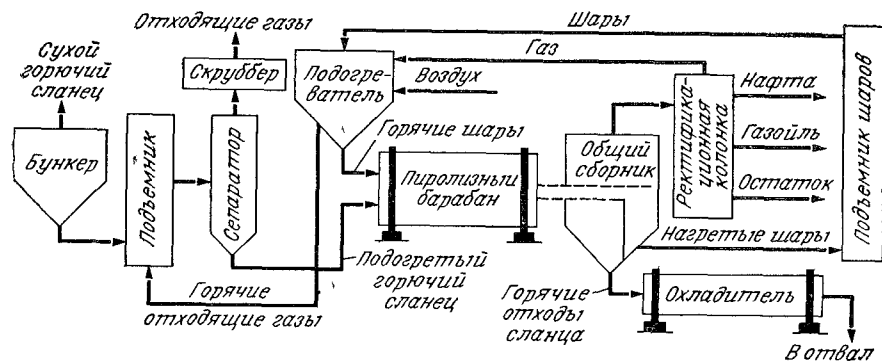 Отходящие газы
Шары
Сухой
горючий
сланец
Скруббер
Подогре-
ватель
Газ
Воздух
Бункер
Подъемник
Сепаратор
Горячие шары
Пиролизный
барабан
Общий
сборник
Ректифика-
ционная
колонка
Нафта
Газойль
Остаток
Подъемник шаров
Нагретые шары
Подогретый
горючий
сланец
Горячие
отходящие газы
Горячие
отходы
сланца
Охладитель
В отвал